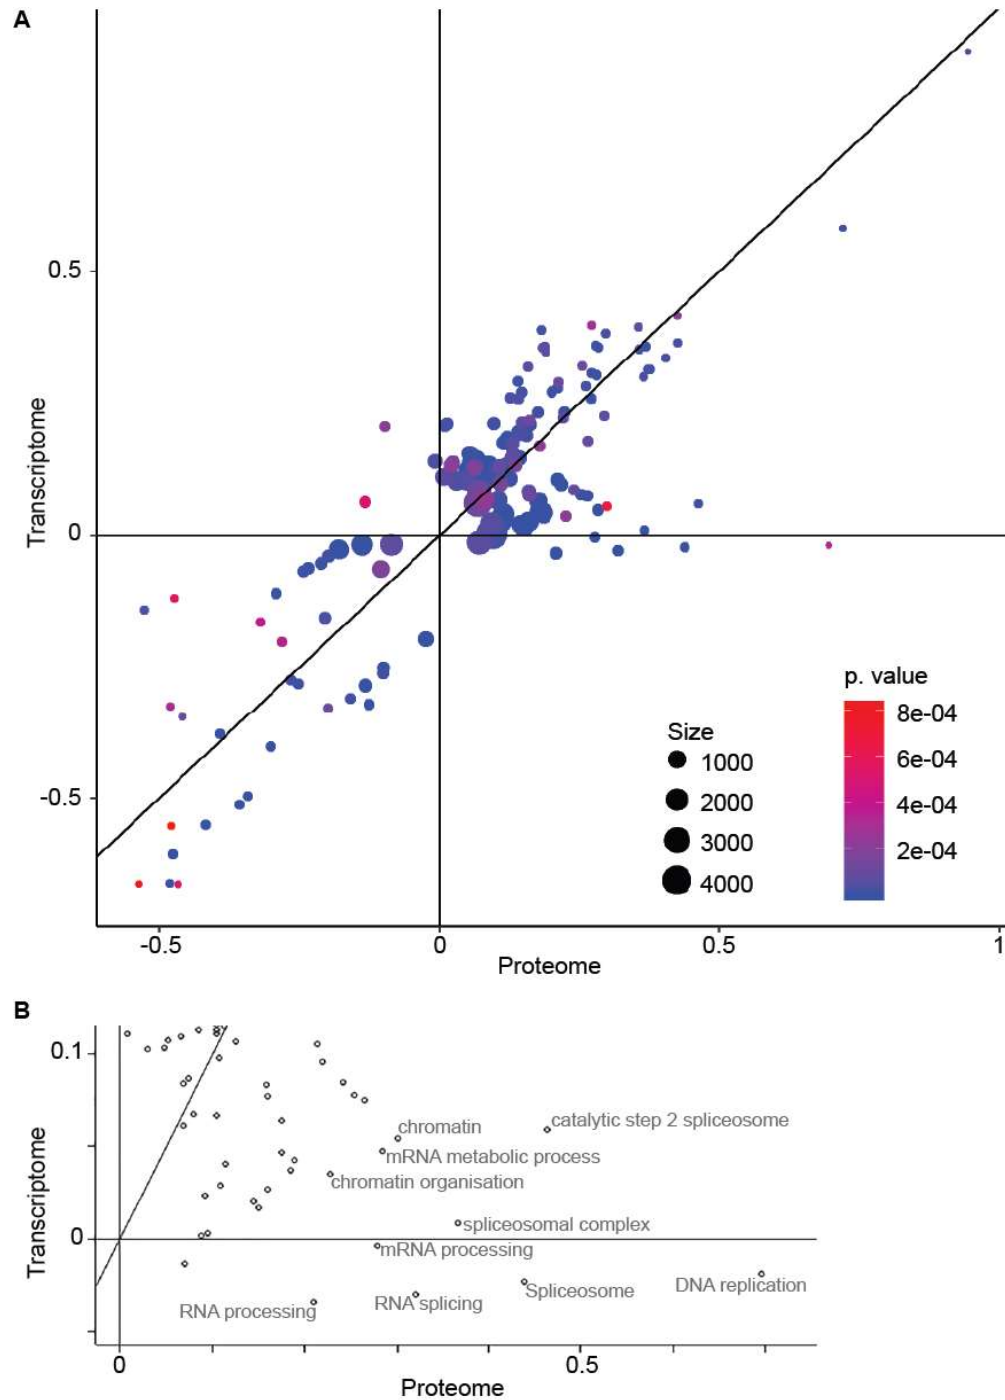 A
0.5
0
-0.5
Transcriptome
-0.5
0
0.5
1
Proteome
Size
1000
2000
3000
4000
p. value
8e-04
6e-04
4e-04
2e-04
B
0.1
0
Transcriptome
chromatin
catalytic step 2 spliceosome
mRNA metabolic process
chromatin organisation
spliceosomal complex
mRNA processing
DNA replication
Spliceosome
RNA splicing
RNA processing
0
0.5
Proteome